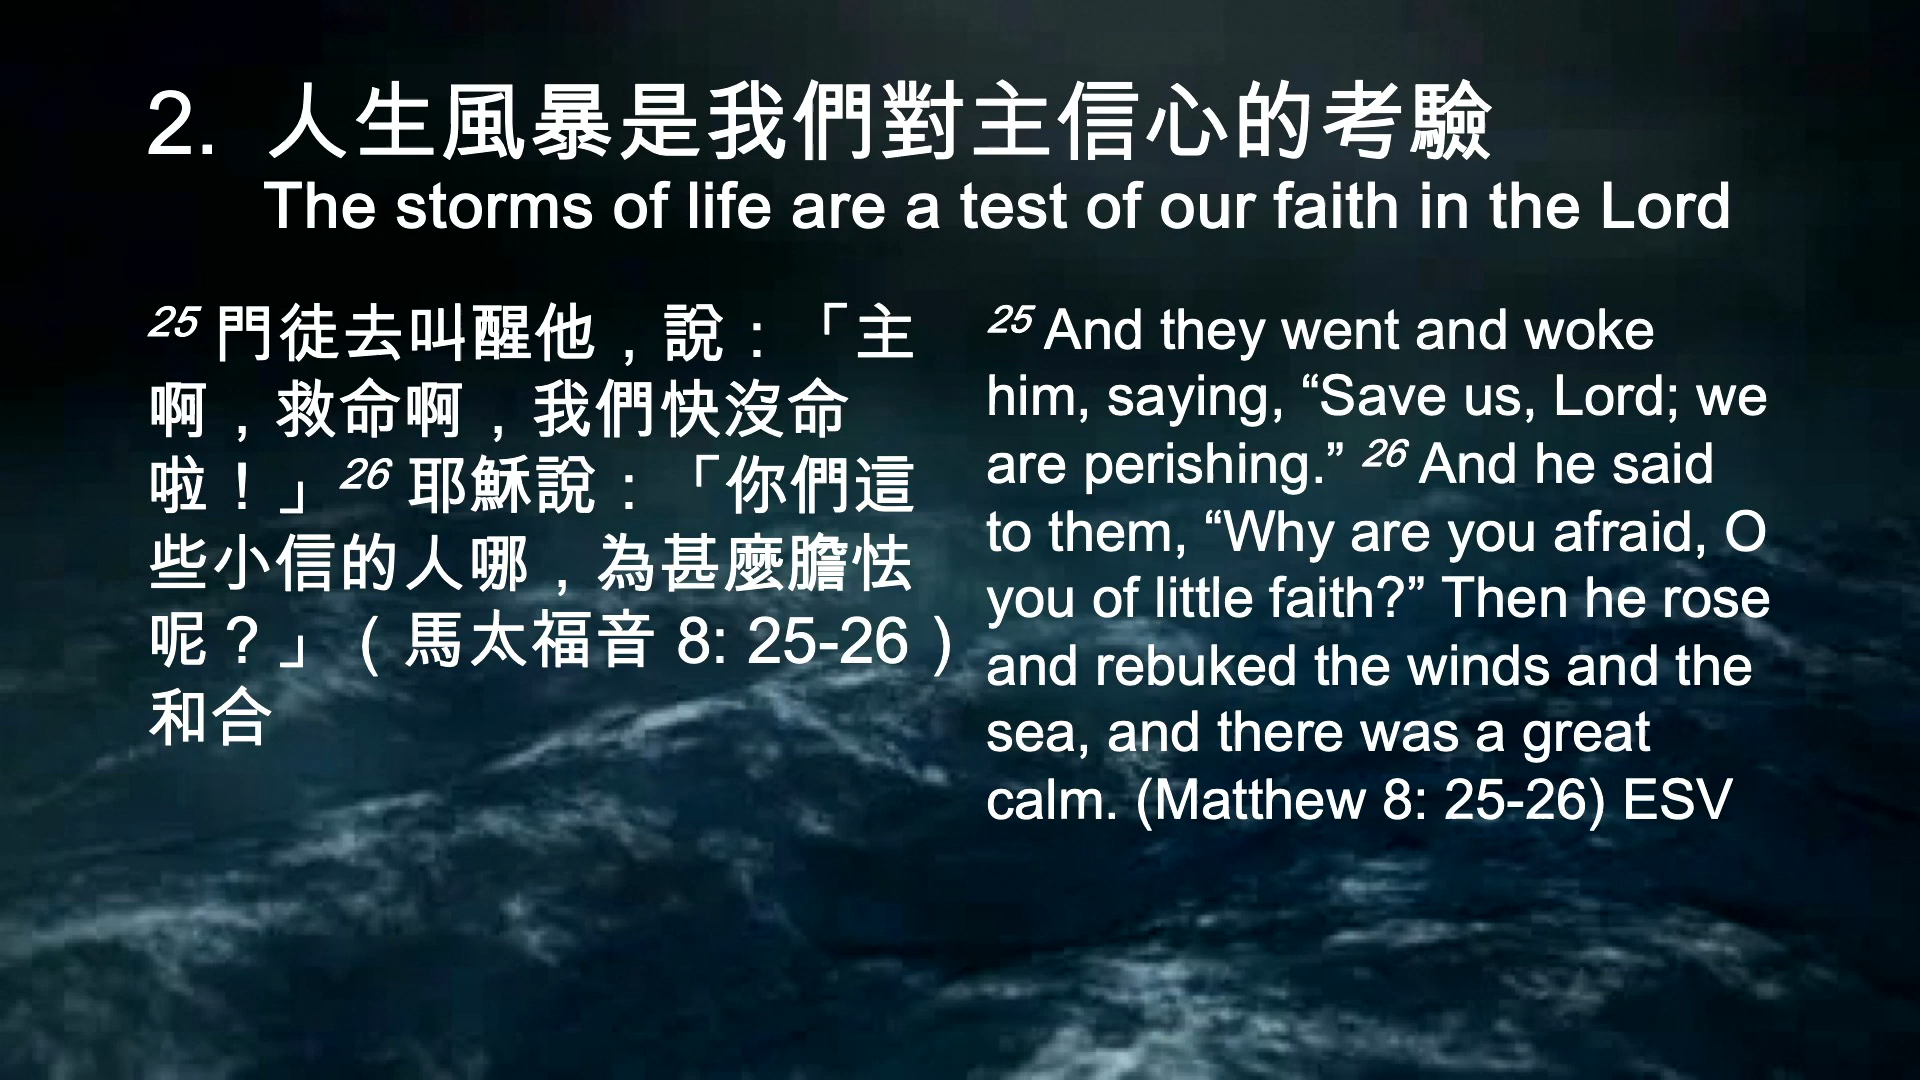 2. 人生風暴是我們對主信心的考驗
The storms of life are a test of our faith in the Lord
25 門徒去叫醒他，說：「主
啊，救命啊，我們快沒命
啦！」26 耶穌說：「你們這
些小信的人哪，為甚麼膽怯
呢？」（馬太福音 8: 25-26）
和合
25 And they went and woke
him, saying, “Save us, Lord; we
are perishing.” 26 And he said
to them, “Why are you afraid, O
you of little faith?” Then he rose
and rebuked the winds and the
sea, and there was a great
calm. (Matthew 8: 25-26) ESV